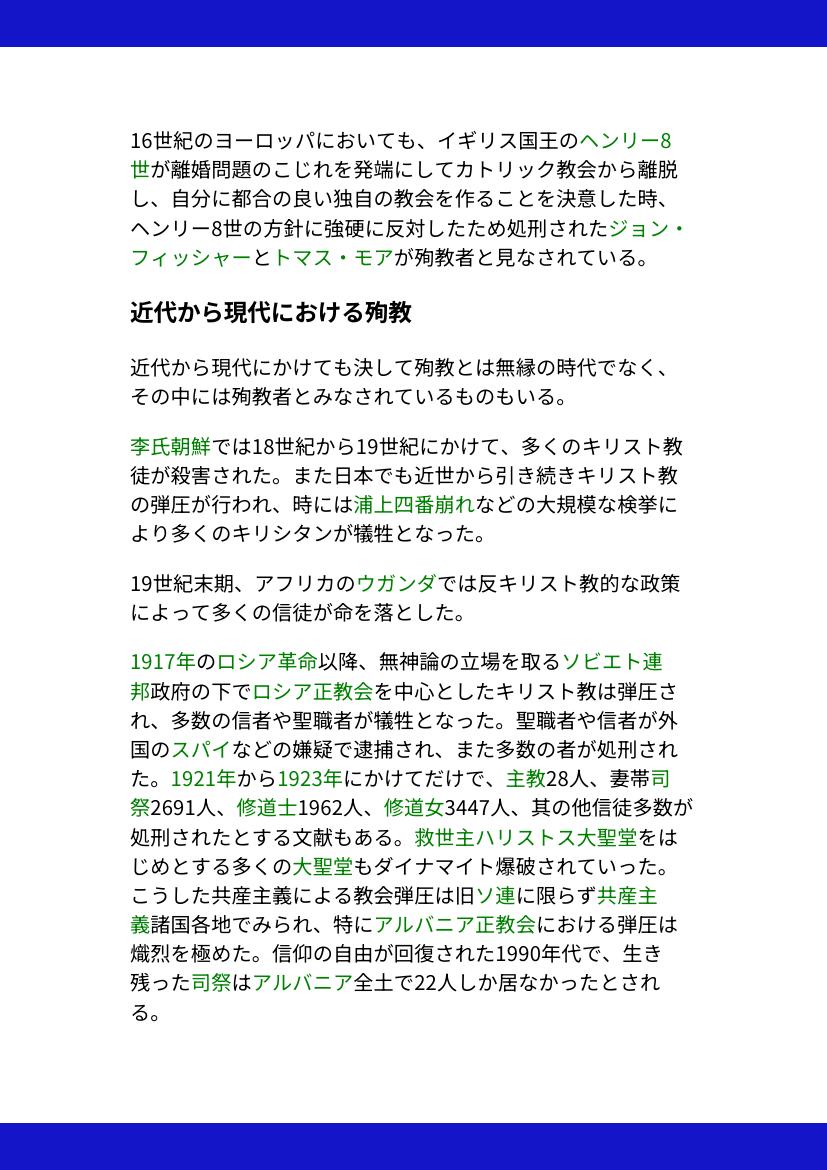 16世紀のヨーロッパにおいても、イギリス国王のヘンリー8
世が離婚問題のこじれを発端にしてカトリック教会から離脱
し、自分に都合の良い独自の教会を作ることを決意した時、
ヘンリー8世の方針に強硬に反対したため処刑されたジョン・
フィッシャーとトマス・モアが殉教者と見なされている。
近代から現代における殉教
近代から現代にかけても決して殉教とは無縁の時代でなく、
その中には殉教者とみなされているものもいる。
李氏朝鮮では18世紀から19世紀にかけて、多くのキリスト教
徒が殺害された。また日本でも近世から引き続きキリスト教
の弾圧が行われ、時には浦上四番崩れなどの大規模な検挙に
より多くのキリシタンが犠牲となった。
19世紀末期、アフリカのウガンダでは反キリスト教的な政策
によって多くの信徒が命を落とした。
1917年のロシア革命以降、無神論の立場を取るソビエト連
邦政府の下でロシア正教会を中心としたキリスト教は弾圧さ
れ、多数の信者や聖職者が犠牲となった。聖職者や信者が外
国のスパイなどの嫌疑で逮捕され、また多数の者が処刑され
た。1921年から1923年にかけてだけで、主教28人、妻帯司
祭2691人、修道士1962人、修道女3447人、其の他信徒多数が
処刑されたとする文献もある。救世主ハリストス大聖堂をは
じめとする多くの大聖堂もダイナマイト爆破されていった。
こうした共産主義による教会弾圧は旧ソ連に限らず共産主
義諸国各地でみられ、特にアルバニア正教会における弾圧は
熾烈を極めた。信仰の自由が回復された1990年代で、生き
残った司祭はアルバニア全土で22人しか居なかったとされ
る。